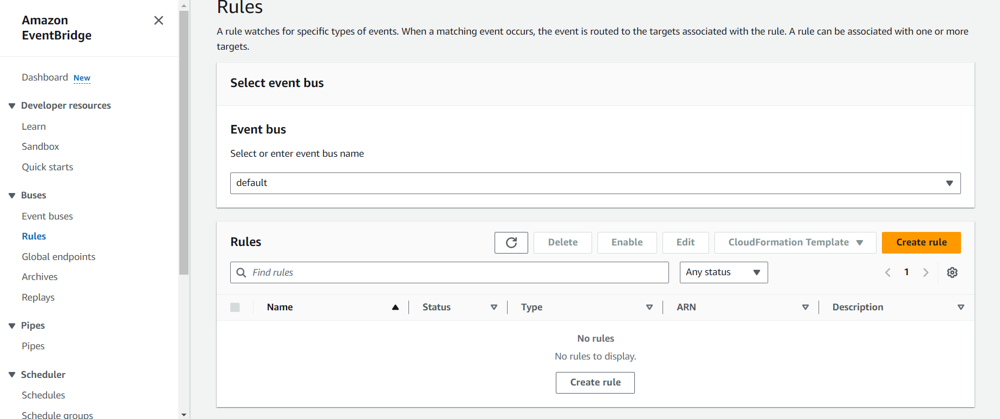 Amazon
EventBridge
Dashboard New
Developer resources
Learn
Sandbox
Quick starts
Buses
Event buses
Rules
Global endpoints
Archives
Replays
Pipes
Pipes
Scheduler
Schedules
Schedule groups
Rules
A rule watches for specific types of events. When a matching event occurs, the event is routed to the targets associated with the rule. A rule can be associated with one or more
targets.
Select event bus
Event bus
Select or enter event bus name
default
Rules Delete Enable Edit CloudFormation Template Create rule
Find rules Any status 1
Name Status Type ARN Description
No rules
No rules to display.
Create rule